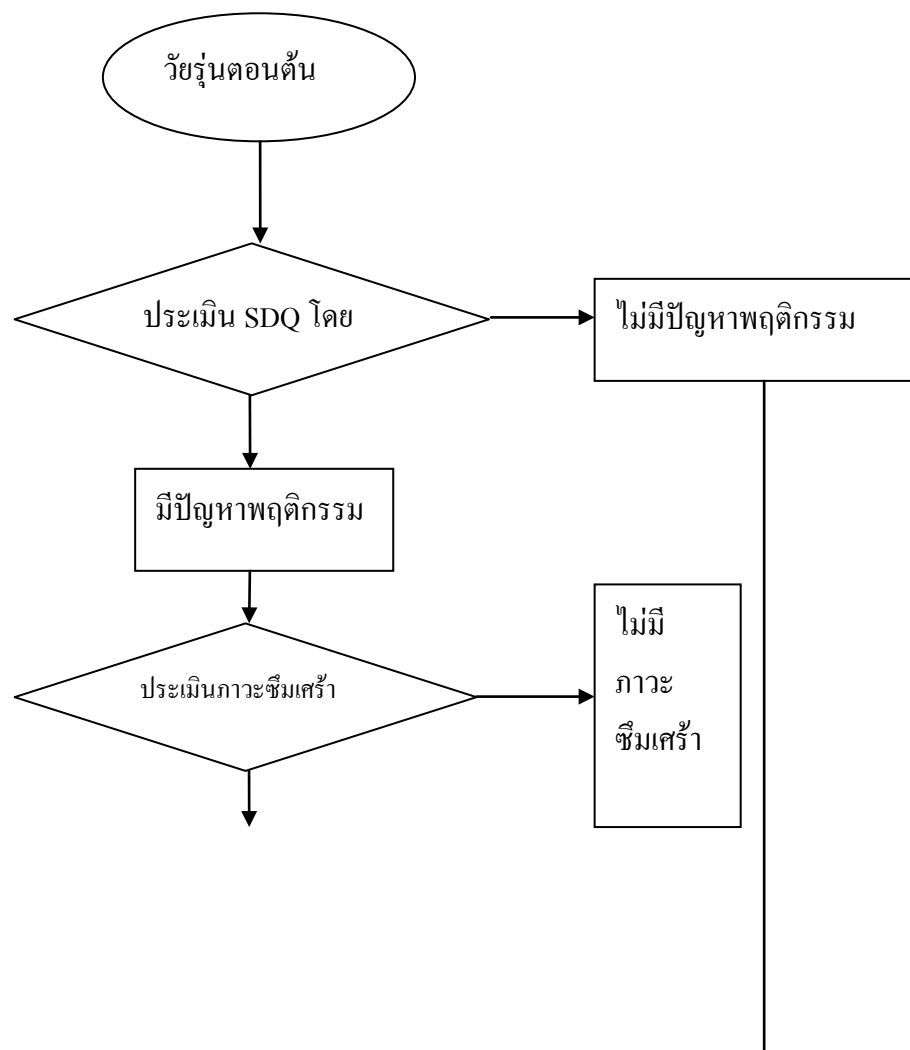 วัยรุ่นตอนต้น
ประเมิน SDQ โดย
ไม่มีปัญหาพฤติกรรม
มีปัญหาพฤติกรรม
ประเมินภาวะซึมเศร้า
ไม่มี
ภาวะ
ซึมเศร้า